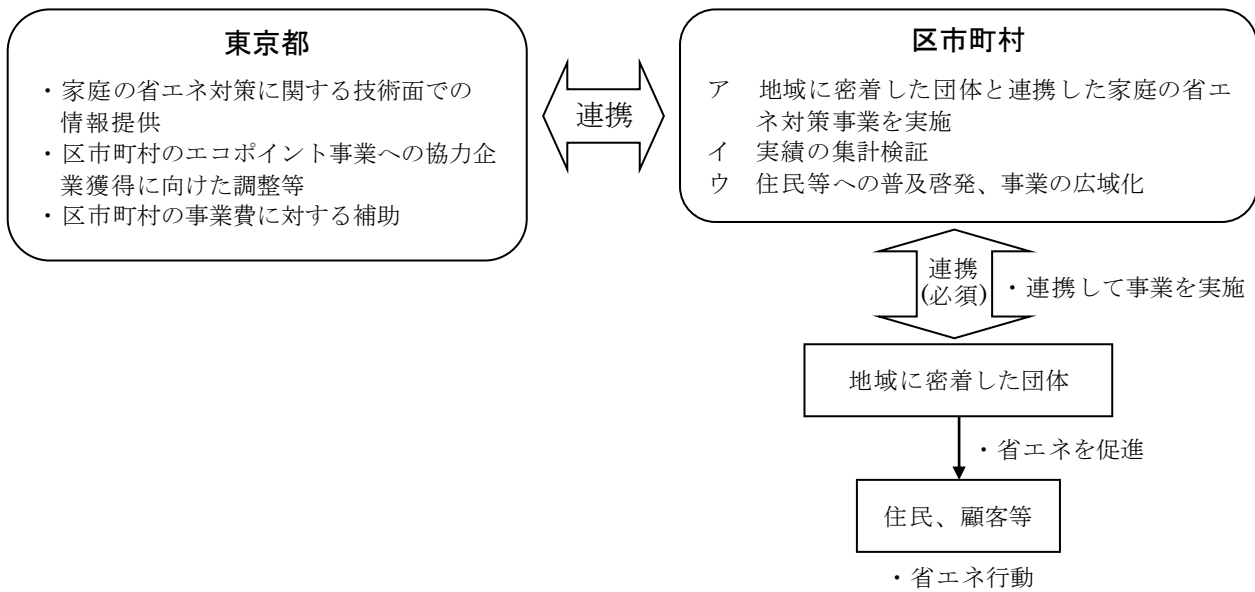 東京都
・家庭の省エネ対策に関する技術面での
情報提供
・区市町村のエコポイント事業への協力企
業獲得に向けた調整等
・区市町村の事業費に対する補助
連携
区市町村
ア 地域に密着した団体と連携した家庭の省エ
ネ対策事業を実施
イ 実績の集計検証
ウ 住民等への普及啓発、事業の広域化
連携
(必須)
・連携して事業を実施
地域に密着した団体
・省エネを促進
住民、顧客等
・省エネ行動